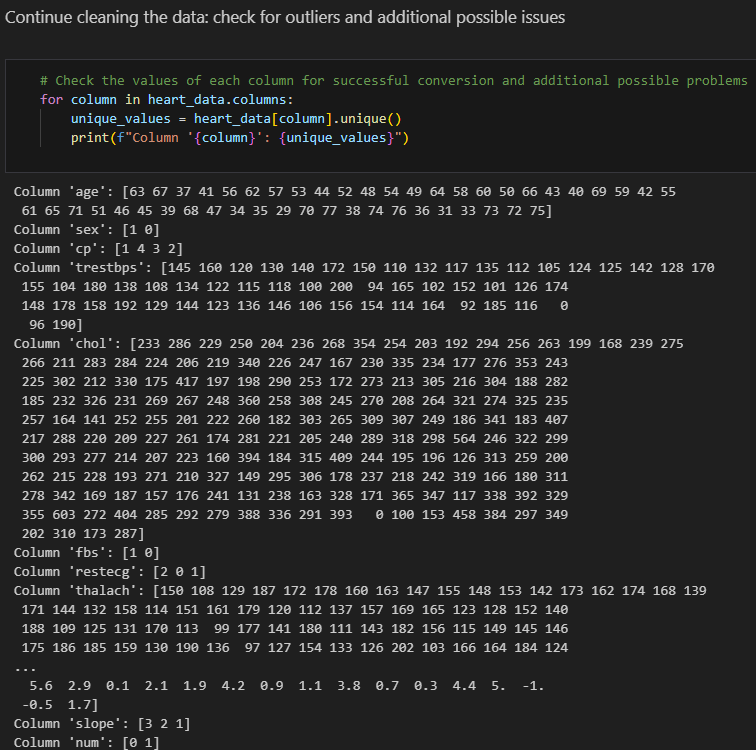 Continue cleaning the data: check for outliers and additional possible issues
# Check the values of each column for successful conversion and additional possible problems
for column in heart_data.columns:
    unique_values = heart_data[column].unique()
    print(f"Column '{column}': {unique_values}")
Column 'age': [63 67 37 41 56 62 57 53 44 52 48 54 49 64 58 60 50 66 43 40 69 59 42 55
 61 65 71 51 46 45 39 68 47 34 35 29 70 77 38 74 76 36 31 33 73 72 75]
Column 'sex': [1 0]
Column 'cp': [1 4 3 2]
Column 'trestbps': [145 160 120 130 140 172 150 110 132 117 135 112 105 124 125 142 128 170
 155 104 180 138 108 134 122 115 118 100 200  94 165 102 152 101 126 174
 148 178 158 192 129 144 123 136 146 106 156 154 114 164  92 185 116   0
  96 190]
Column 'chol': [233 286 229 250 204 236 268 354 254 203 192 294 256 263 199 168 239 275
 266 211 283 284 224 206 219 340 226 247 167 230 335 234 177 276 353 243
 225 302 212 330 175 417 197 198 290 253 172 273 213 305 216 304 188 282
 185 232 326 231 269 267 248 360 258 308 245 270 208 264 321 274 325 235
 257 164 141 252 255 201 222 260 182 303 265 309 307 249 186 341 183 407
 217 288 220 209 227 261 174 281 221 205 240 289 318 298 564 246 322 299
 300 293 277 214 207 223 160 394 184 315 409 244 195 196 126 313 259 200
 262 215 228 193 271 210 327 149 295 306 178 237 218 242 319 166 180 311
 278 342 169 187 157 176 241 131 238 163 328 171 365 347 117 338 392 329
 355 603 272 404 285 292 279 388 336 291 393   0 100 153 458 384 297 349
 202 310 173 287]
Column 'fbs': [1 0]
Column 'restecg': [2 0 1]
Column 'thalach': [150 108 129 187 172 178 160 163 147 155 148 153 142 173 162 174 168 139
 171 144 132 158 114 151 161 179 120 112 137 157 169 165 123 128 152 140
 188 109 125 131 170 113  99 177 141 180 111 143 182 156 115 149 145 146
 175 186 185 159 130 190 136  97 127 154 133 126 202 103 166 164 184 124
...
  5.6  2.9  0.1  2.1  1.9  4.2  0.9  1.1  3.8  0.7  0.3  4.4  5.  -1.
 -0.5  1.7]
Column 'slope': [3 2 1]
Column 'num': [0 1]